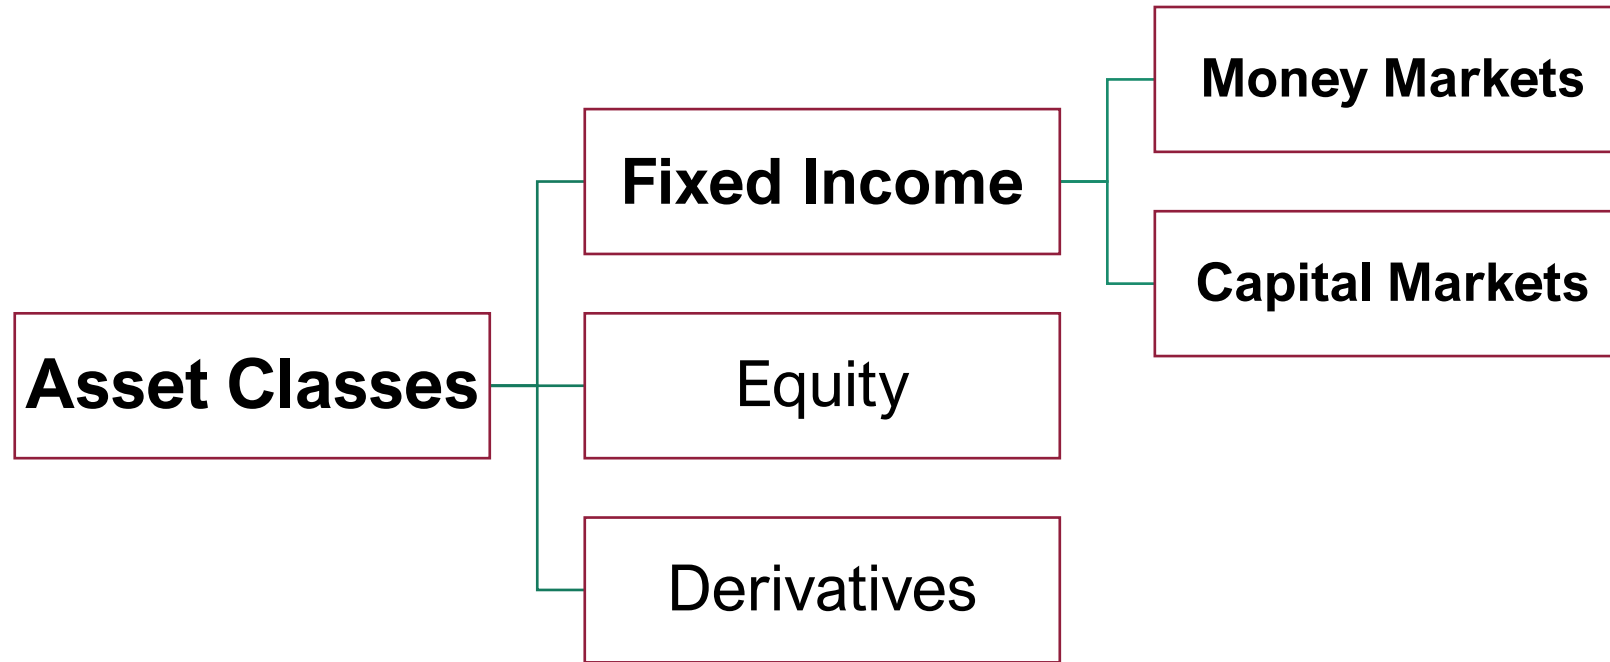 Asset Classes
Fixed Income
Equity
Derivatives
Money Markets
Capital Markets